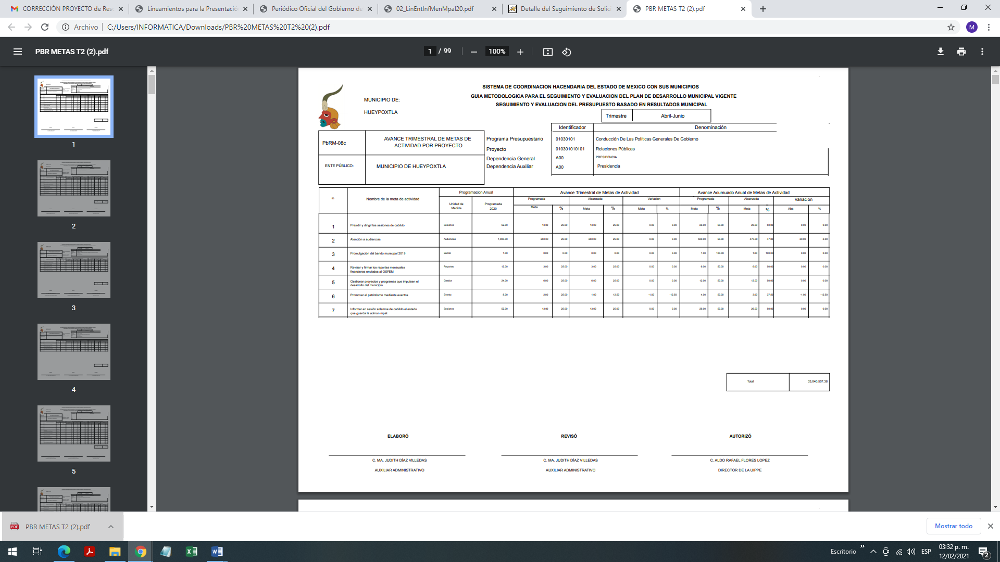 CORRECCIÓN PROYECTO de Res
Lineamientos para la Presentació
Periódico Oficial del Gobierno de
02_LinEntInfMenMpal20.pdf
Detalle del Seguimiento de Solici
PBR METAS T2 (2).pdf
Archivo C:/Users/INFORMATICA/Downloads/PBR%20METAS%20T2%20(2).pdf
M
PBR METAS T2 (2).pdf
1 / 99
100%
1
2
3
4
5
MUNICIPIO DE:
HUEYPOXTLA
SISTEMA DE COORDINACION HACENDARIA DEL ESTADO DE MEXICO CON SUS MUNICIPIOS
GUIA METODOLOGICA PARA EL SEGUIMIENTO Y EVALUACION DEL PLAN DE DESARROLLO MUNICIPAL VIGENTE
SEGUIMIENTO Y EVALUACION DEL PRESUPUESTO BASADO EN RESULTADOS MUNICIPAL
Trimestre Abril-Junio
PbRM-08c
AVANCE TRIMESTRAL DE METAS DE
ACTIVIDAD POR PROYECTO
ENTE PÚBLICO: MUNICIPIO DE HUEYPOXTLA
Identificador Denominación
Programa Presupuestario 01030101 Conducción De Las Políticas Generales De Gobierno
Proyecto 010301010101 Relaciones Públicas
Dependencia General A00 PRESIDENCIA
Dependencia Auxiliar A00 Presidencia
ID Nombre de la meta de actividad Programacion Anual Avance Trimestral de Metas de Actividad Avance Acumuado Anual de Metas de Actividad
Programada Alcanzada Variacion Programada Alcanzada Variación
Unidad de Medida Programada 2020 Meta % Meta % Meta % Meta % Meta % Abs %
1 Presidir y dirigir las sesiones de cabildo Sesiones 52.00 13.00 25.00 13.00 25.00 0.00 0.00 26.00 50.00 26.00 50.00 0.00 0.00
2 Atención a audiencias Audiencias 1,000.00 250.00 25.00 250.00 25.00 0.00 0.00 500.00 50.00 470.00 47.00 -30.00 -3.00
3 Promulgación del bando municipal 2019 Bando 1.00 0.00 0.00 0.00 0.00 0.00 0.00 1.00 100.00 1.00 100.00 0.00 0.00
4 Revisar y firmar los reportes mensuales
financieros enviados al OSFEM Reportes 12.00 3.00 25.00 3.00 25.00 0.00 0.00 6.00 50.00 6.00 50.00 0.00 0.00
5 Gestionar proyectos y programas que impulsen el
desarrollo del municipio Gestion 24.00 6.00 25.00 6.00 25.00 0.00 0.00 12.00 50.00 12.00 50.00 0.00 0.00
6 Promover el patriotismo mediante eventos Evento 8.00 2.00 25.00 1.00 12.50 -1.00 -12.50 4.00 50.00 3.00 37.50 -1.00 -12.50
7 Informar en sesión solemne de cabildo el estado
que guarda la admon mpal. Sesiones 52.00 13.00 25.00 13.00 25.00 0.00 0.00 26.00 50.00 26.00 50.00 0.00 0.00
Total 33,040,557.38
ELABORÓ REVISÓ AUTORIZÓ
C. MA. JUDITH DÍAZ VILLEDAS C. MA. JUDITH DÍAZ VILLEDAS C. ALDO RAFAEL FLORES LOPEZ
AUXILIAR ADMINISTRATIVO AUXILIAR ADMINISTRATIVO DIRECTOR DE LA UIPPE
PBR METAS T2 (2).pdf
Mostrar todo
Escritorio
ESP
03:32 p. m.
12/02/2021
2